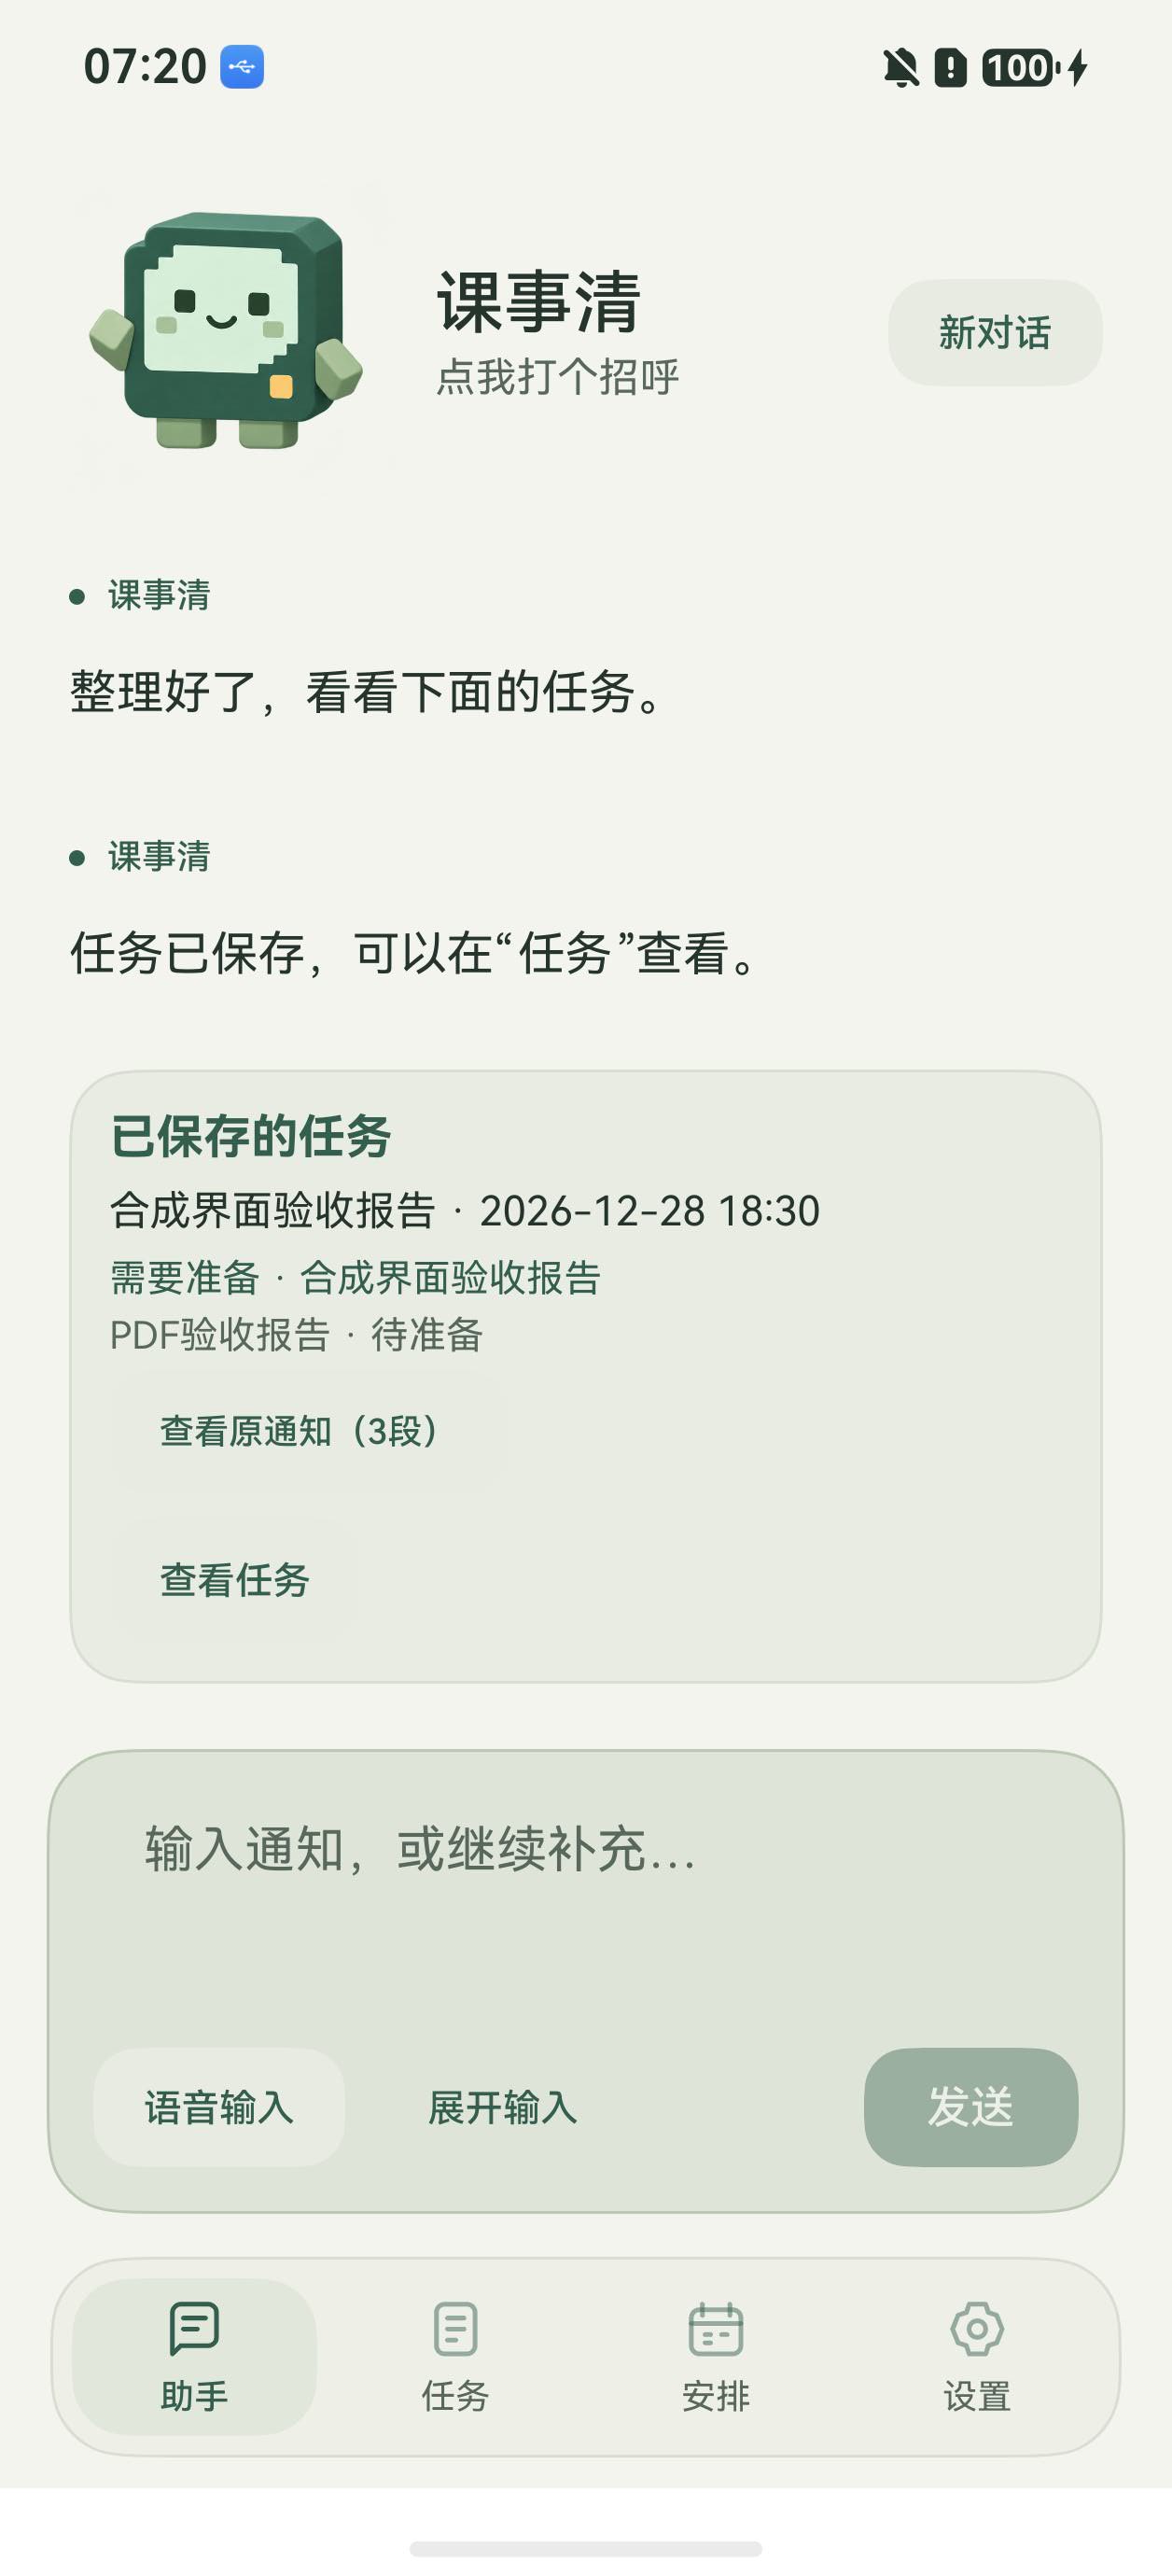 07:20
100
课事清
点我打个招呼
新对话
课事清
整理好了，看看下面的任务。
课事清
任务已保存，可以在“任务”查看。
已保存的任务
合成界面验收报告 · 2026-12-28 18:30
需要准备 · 合成界面验收报告
PDF验收报告 · 待准备
查看原通知（3段）
查看任务
输入通知，或继续补充...
语音输入
展开输入
发送
助手
任务
安排
设置